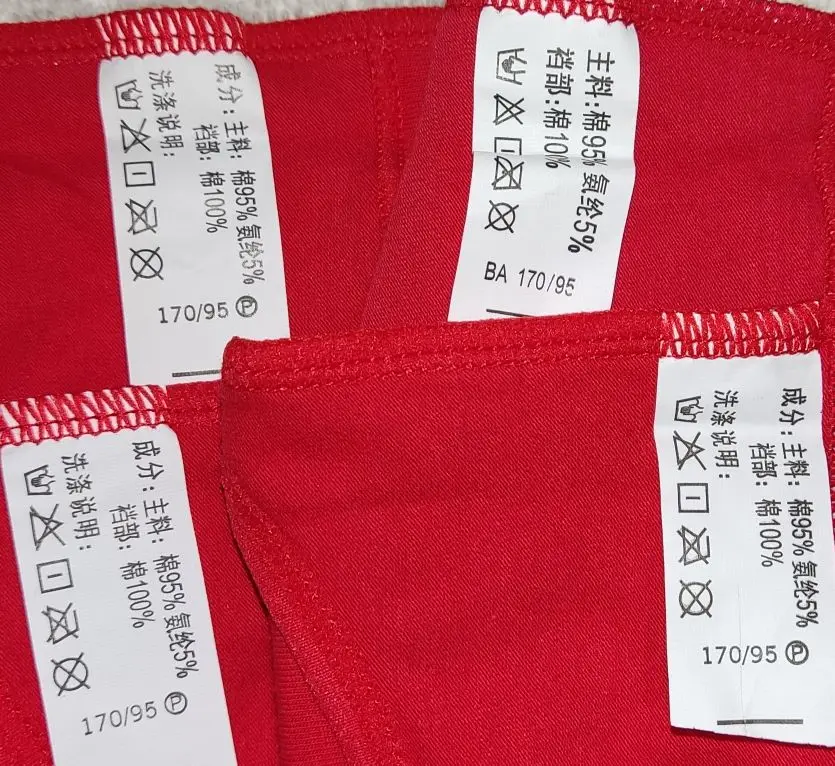 成分: 主料: 棉95% 氨纶5%
裆部: 棉100%
洗涤说明:
170/95 Ⓟ
主料:棉95% 氨纶5%
裆部:棉10%
BA 170/95
成分: 主料: 棉95% 氨纶5%
裆部: 棉100%
洗涤说明:
170/95 Ⓟ
成分: 主料: 棉95% 氨纶5%
裆部: 棉100%
洗涤说明:
170/95 Ⓟ